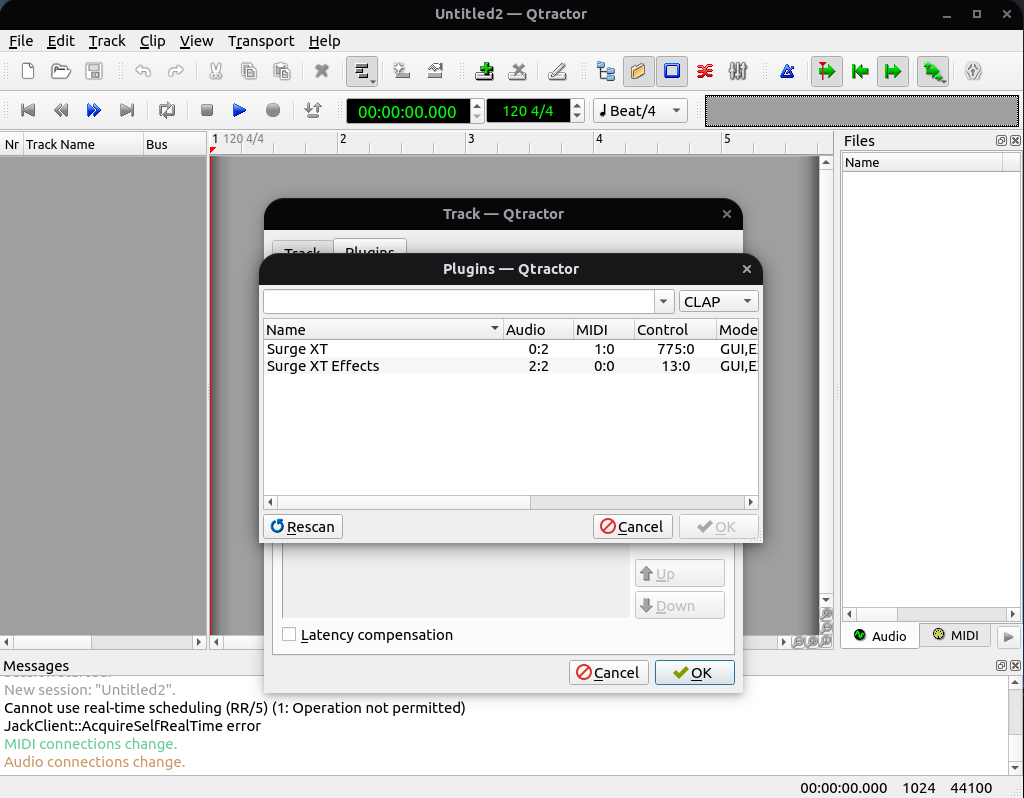 Untitled2 — Qtractor
File Edit Track Clip View Transport Help
00:00:00.000 120 4/4 Beat/4
Nr Track Name Bus
1 120 4/4 2 3 4 5
Files
Name
Track — Qtractor
Track Plugins
Plugins — Qtractor
CLAP
Name Audio MIDI Control Mode
Surge XT 0:2 1:0 775:0 GUI,E
Surge XT Effects 2:2 0:0 13:0 GUI,E
Rescan Cancel OK
Up
Down
Latency compensation
Cancel OK
Audio MIDI
Messages
New session: "Untitled2".
Cannot use real-time scheduling (RR/5) (1: Operation not permitted)
JackClient::AcquireSelfRealTime error
MIDI connections change.
Audio connections change.
00:00:00.000 1024 44100